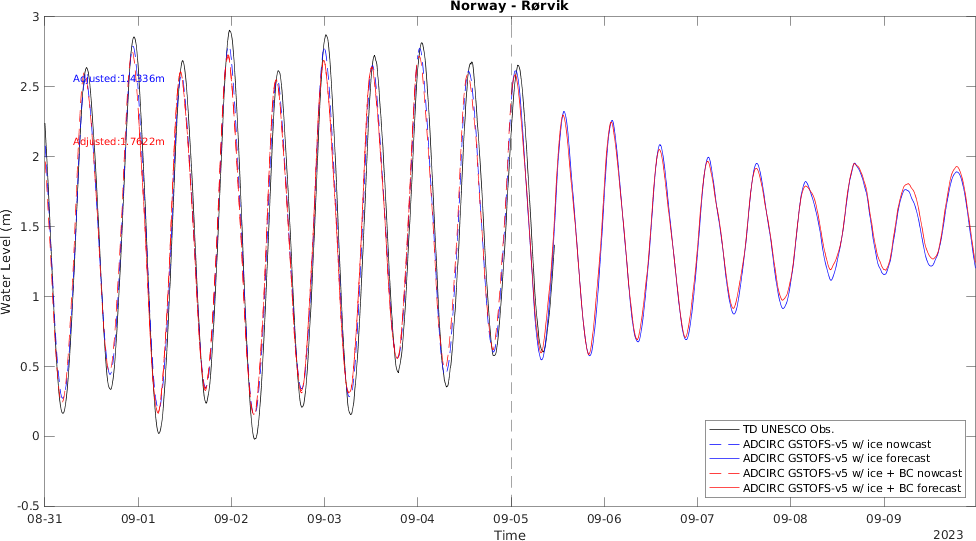 Norway - Rørvik
3
2.5
2
1.5
1
0.5
0
-0.5
Water Level (m)
Adjusted:1.4336m
Adjusted:1.7622m
TD UNESCO Obs.
ADCIRC GSTOFS-v5 w/ ice nowcast
ADCIRC GSTOFS-v5 w/ ice forecast
ADCIRC GSTOFS-v5 w/ ice + BC nowcast
ADCIRC GSTOFS-v5 w/ ice + BC forecast
08-31 09-01 09-02 09-03 09-04 09-05 09-06 09-07 09-08 09-09
Time
2023